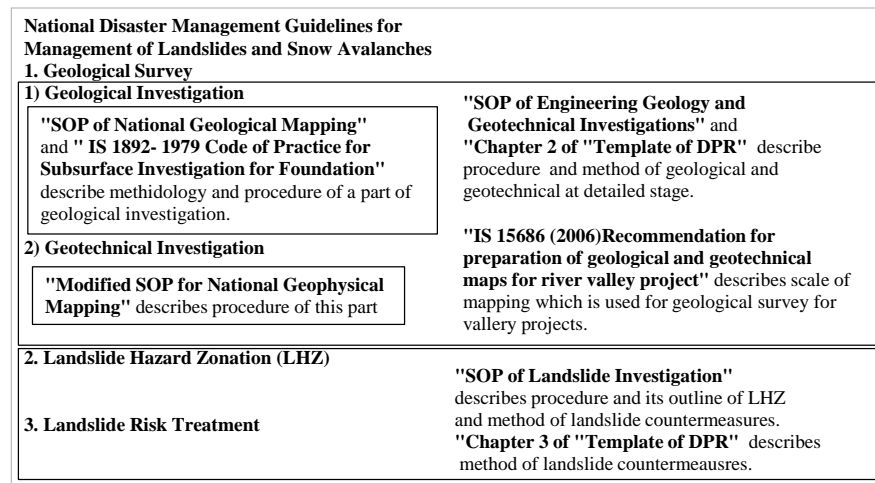 National Disaster Management Guidelines for
Management of Landslides and Snow Avalanches
1. Geological Survey
1) Geological Investigation
"SOP of National Geological Mapping"
and " IS 1892- 1979 Code of Practice for
Subsurface Investigation for Foundation"
describe methidology and procedure of a part of
geological investigation.
2) Geotechnical Investigation
"Modified SOP for National Geophysical
Mapping" describes procedure of this part
"SOP of Engineering Geology and
Geotechnical Investigations" and
"Chapter 2 of "Template of DPR" describe
procedure and method of geological and
geotechnical at detailed stage.
"IS 15686 (2006)Recommendation for
preparation of geological and geotechnical
maps for river valley project" describes scale of
mapping which is used for geological survey for
vallery projects.
2. Landslide Hazard Zonation (LHZ)
3. Landslide Risk Treatment
"SOP of Landslide Investigation"
describes procedure and its outline of LHZ
and method of landslide countermeasures.
"Chapter 3 of "Template of DPR" describes
method of landslide countermeausres.